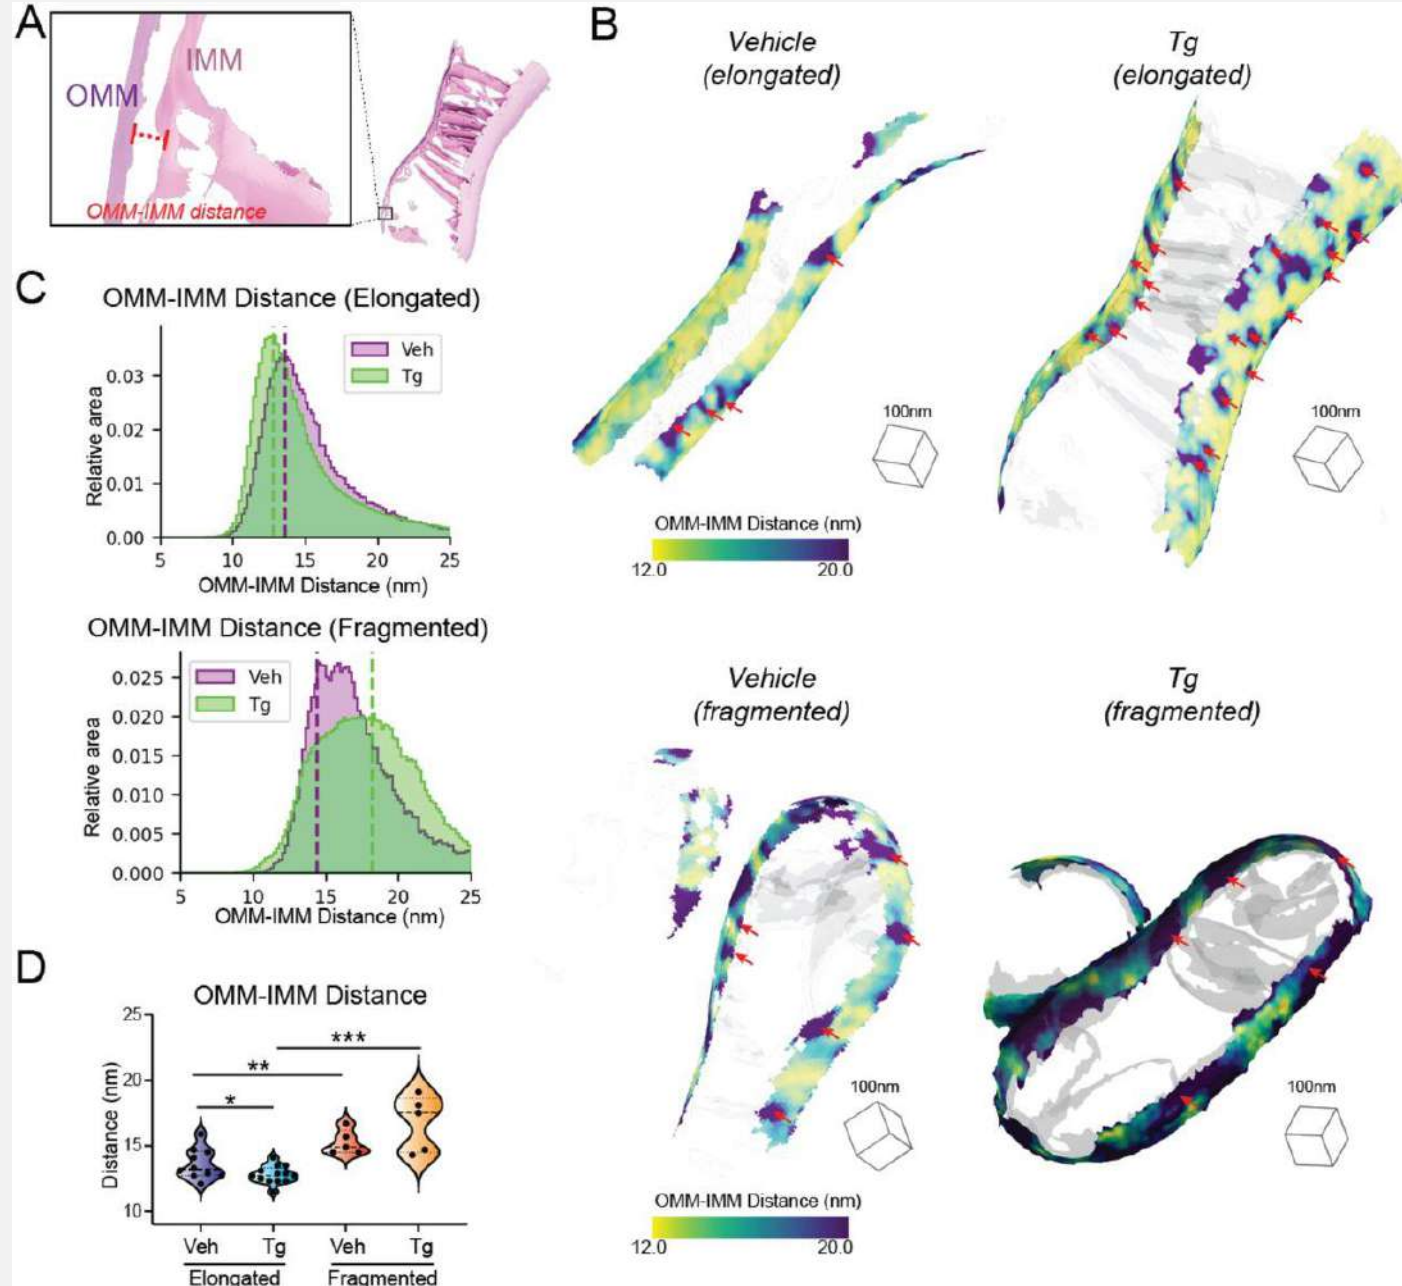 A
OMM
IMM
OMM-IMM distance
B
Vehicle
(elongated)
Tg
(elongated)
100nm
100nm
OMM-IMM Distance (nm)
12.0
20.0
Vehicle
(fragmented)
Tg
(fragmented)
100nm
100nm
OMM-IMM Distance (nm)
12.0
20.0
C
OMM-IMM Distance (Elongated)
Veh
Tg
Relative area
0.03
0.02
0.01
0.00
5
10
15
20
25
OMM-IMM Distance (nm)
OMM-IMM Distance (Fragmented)
Veh
Tg
Relative area
0.025
0.020
0.015
0.010
0.005
0.000
5
10
15
20
25
OMM-IMM Distance (nm)
D
OMM-IMM Distance
Distance (nm)
25
20
15
10
***
**
*
Veh
Tg
Veh
Tg
Elongated
Fragmented